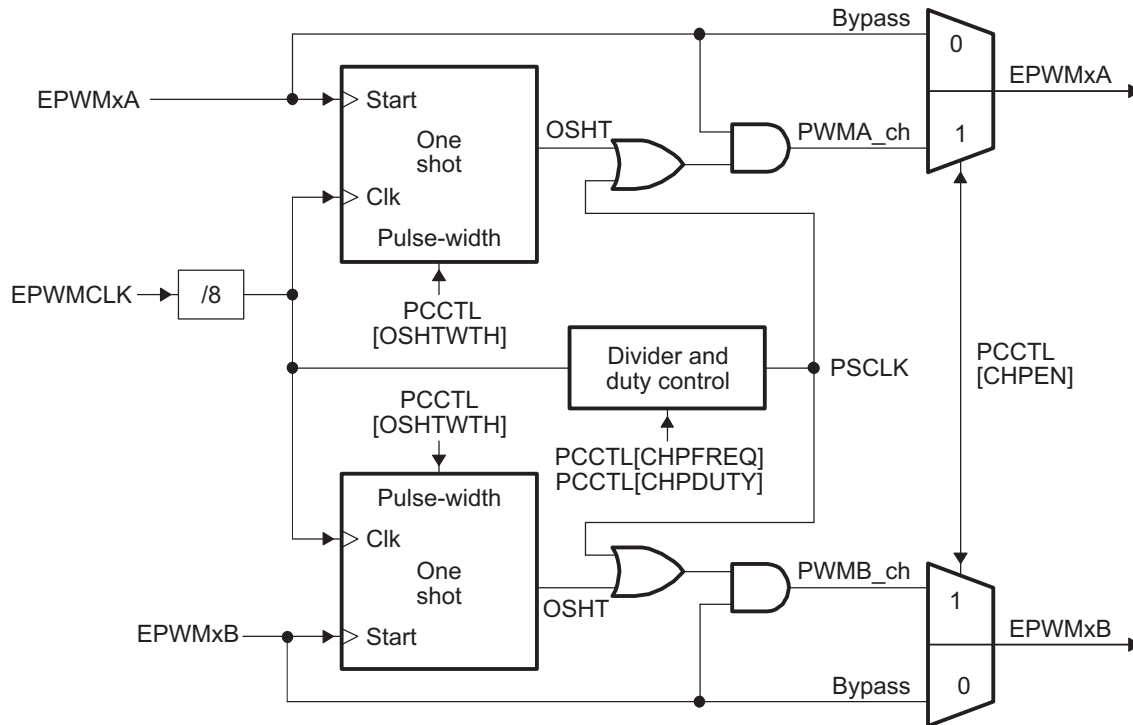 Bypass
0
EPWMxA
EPWMxA
Start
OSHT
PWMA_ch
1
One
shot
Clk
Pulse-width
EPWMCLK
/8
PCCTL
[OSHTWTH]
Divider and
duty control
PSCLK
PCCTL
[CHPEN]
PCCTL
[OSHTWTH]
PCCTL[CHPFREQ]
PCCTL[CHPDUTY]
Pulse-width
Clk
One
shot
PWMB_ch
1
OSHT
EPWMxB
Start
EPWMxB
Bypass
0